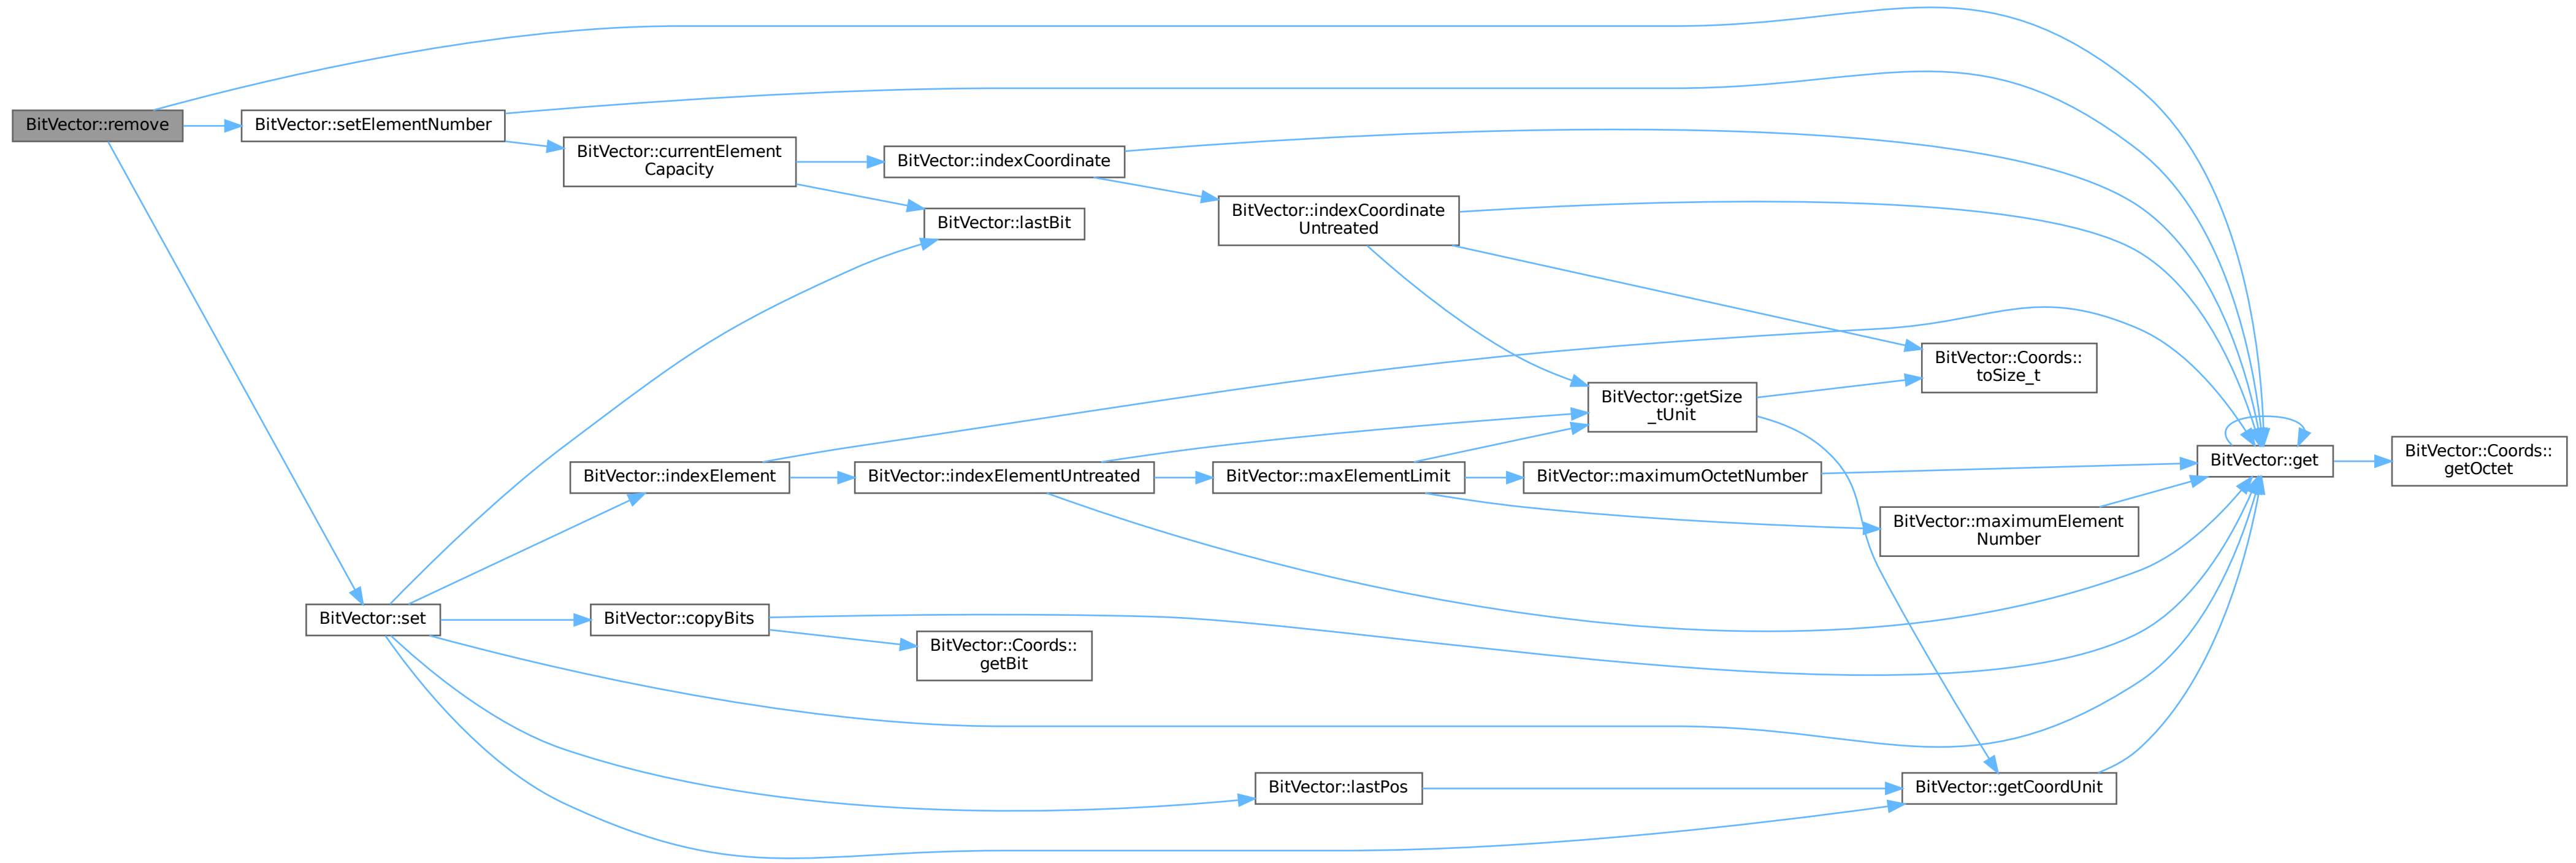 BitVector::remove
BitVector::setElementNumber
BitVector::currentElement
Capacity
BitVector::indexCoordinate
BitVector::lastBit
BitVector::indexCoordinate
Untreated
BitVector::Coords::
toSize_t
BitVector::getSize
_tUnit
BitVector::get
BitVector::Coords::
getOctet
BitVector::indexElement
BitVector::indexElementUntreated
BitVector::maxElementLimit
BitVector::maximumOctetNumber
BitVector::maximumElement
Number
BitVector::set
BitVector::copyBits
BitVector::Coords::
getBit
BitVector::lastPos
BitVector::getCoordUnit